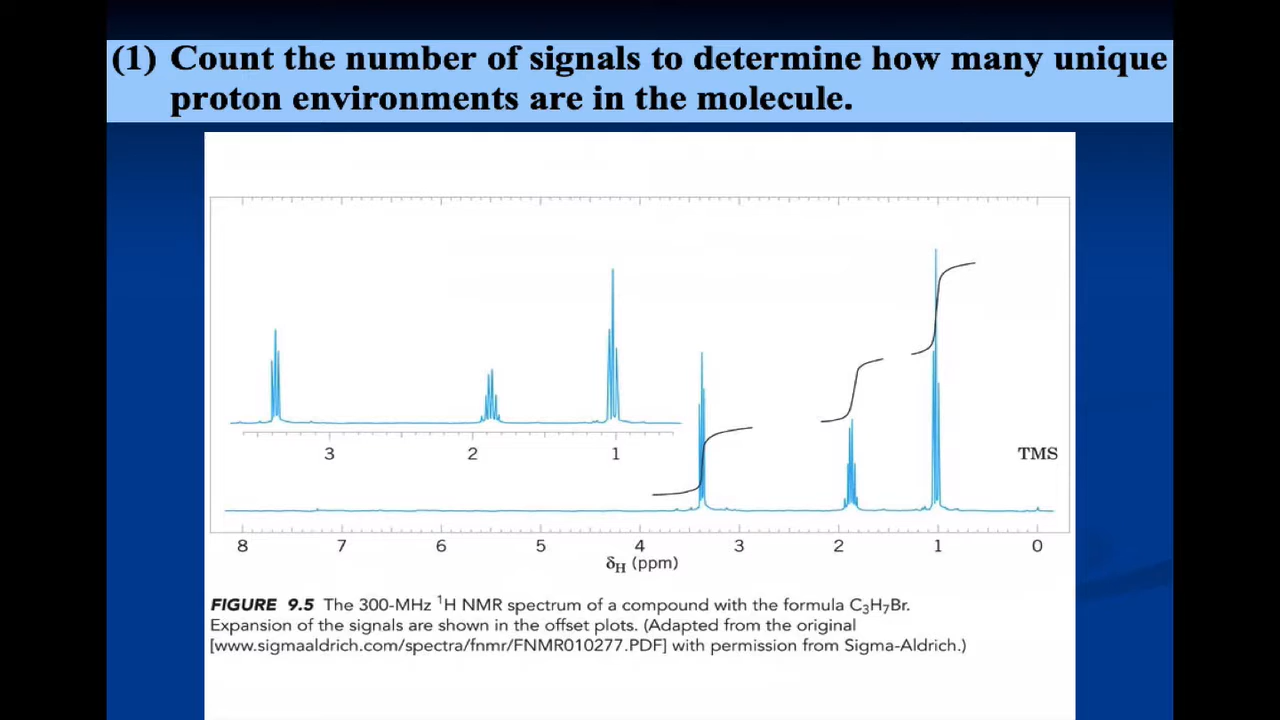 (1) Count the number of signals to determine how many unique
proton environments are in the molecule.
3 2 1
TMS
8 7 6 5 4 3 2 1 0
δH (ppm)
FIGURE 9.5 The 300-MHz ¹H NMR spectrum of a compound with the formula C₃H₇Br.
Expansion of the signals are shown in the offset plots. (Adapted from the original
[www.sigmaaldrich.com/spectra/fnmr/FNMR010277.PDF] with permission from Sigma-Aldrich.)